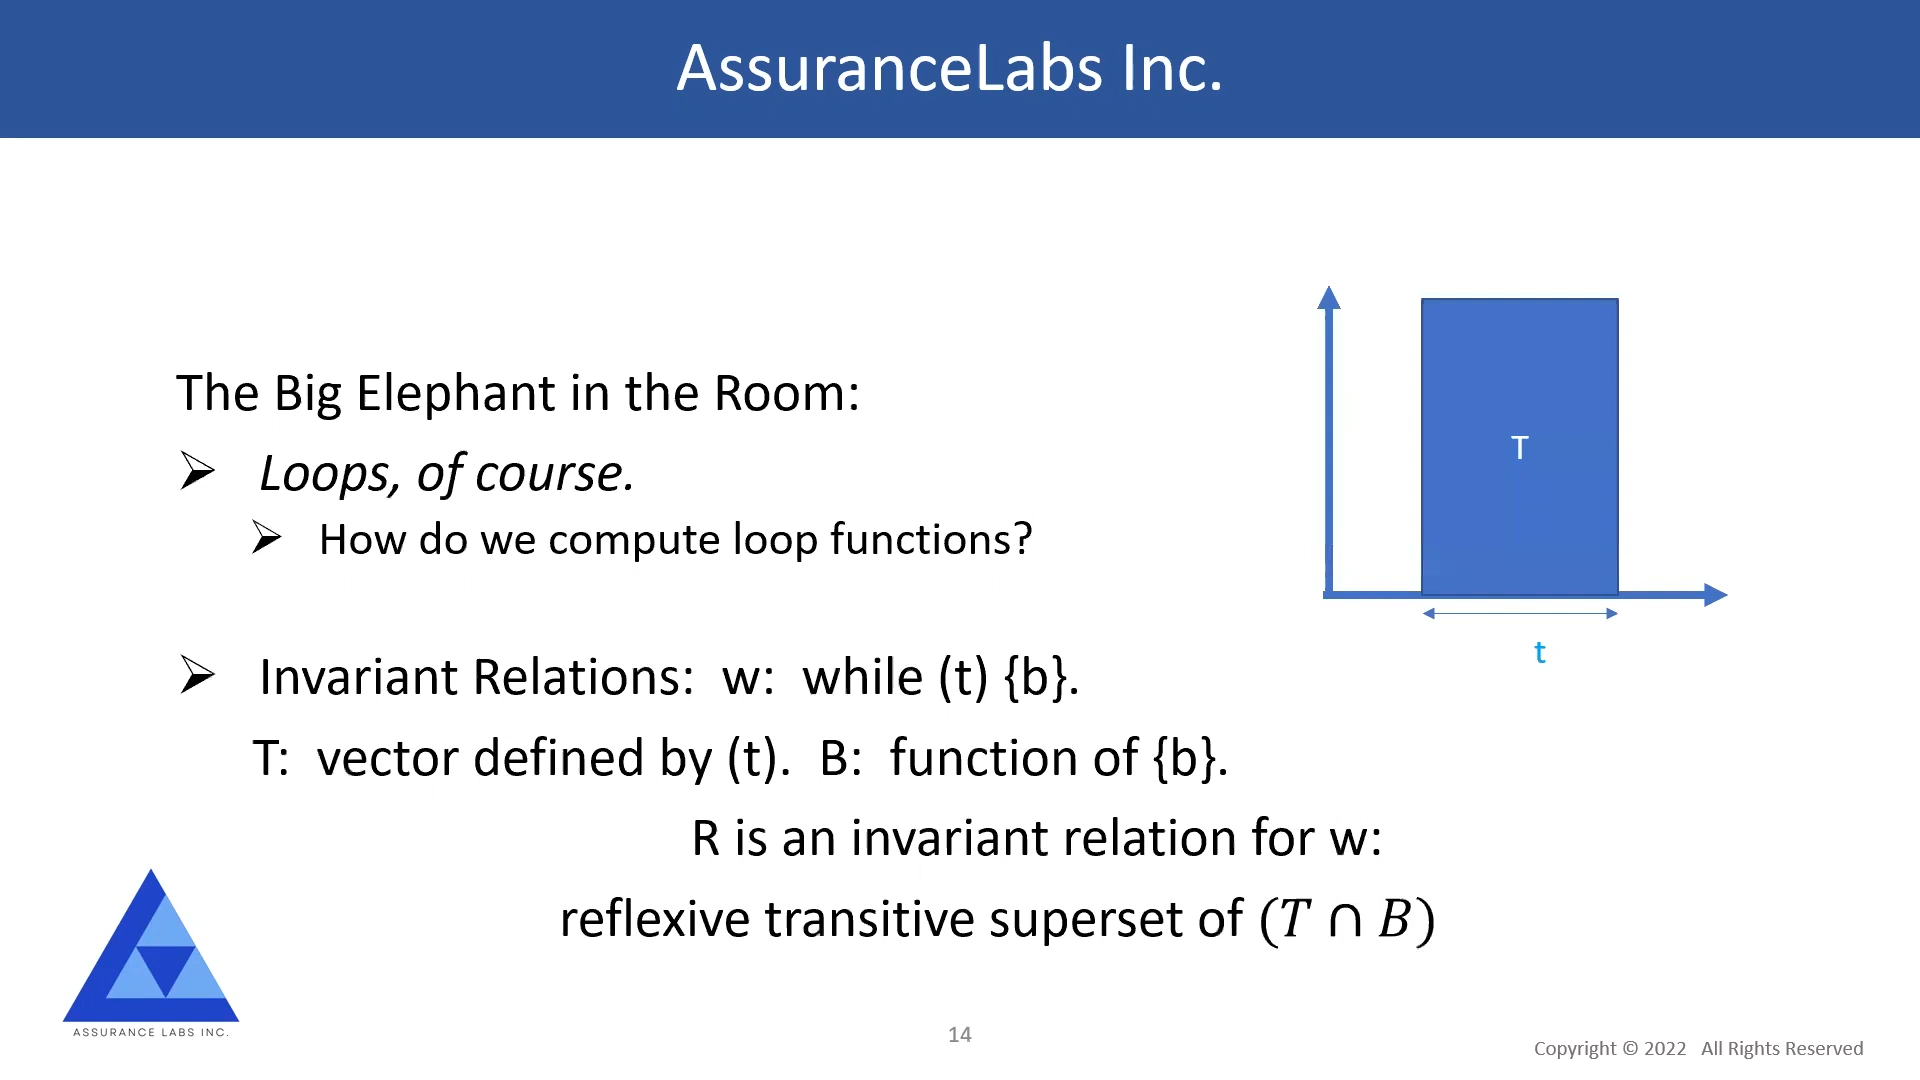 AssuranceLabs Inc.
The Big Elephant in the Room:
Loops, of course.
How do we compute loop functions?
T
t
Invariant Relations: w: while (t) {b}.
T: vector defined by (t). B: function of {b}.
R is an invariant relation for w:
reflexive transitive superset of (T ∩ B)
ASSURANCE LABS INC.
14
Copyright © 2022 All Rights Reserved